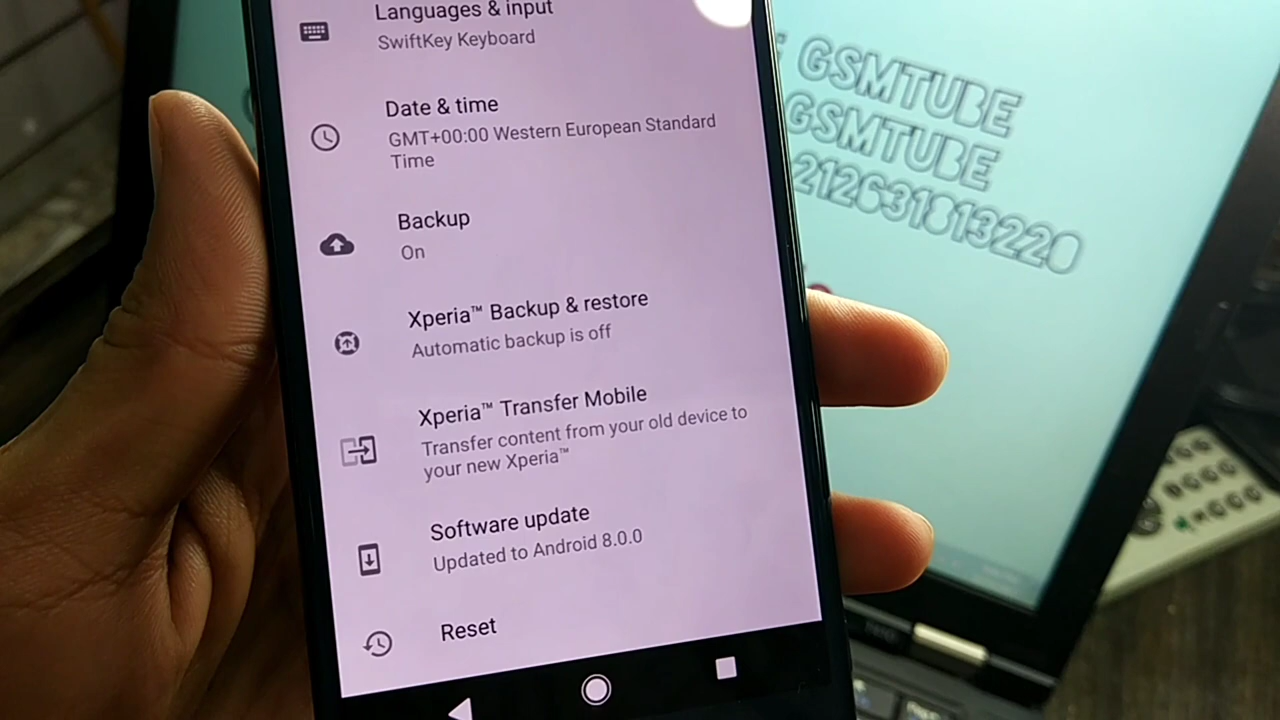 Languages & input
SwiftKey Keyboard
Date & time
GMT+00:00 Western European Standard
Time
Backup
On
Xperia™ Backup & restore
Automatic backup is off
Xperia™ Transfer Mobile
Transfer content from your old device to
your new Xperia™
Software update
Updated to Android 8.0.0
Reset
GSMTUBE
GSMTUBE
212631813220